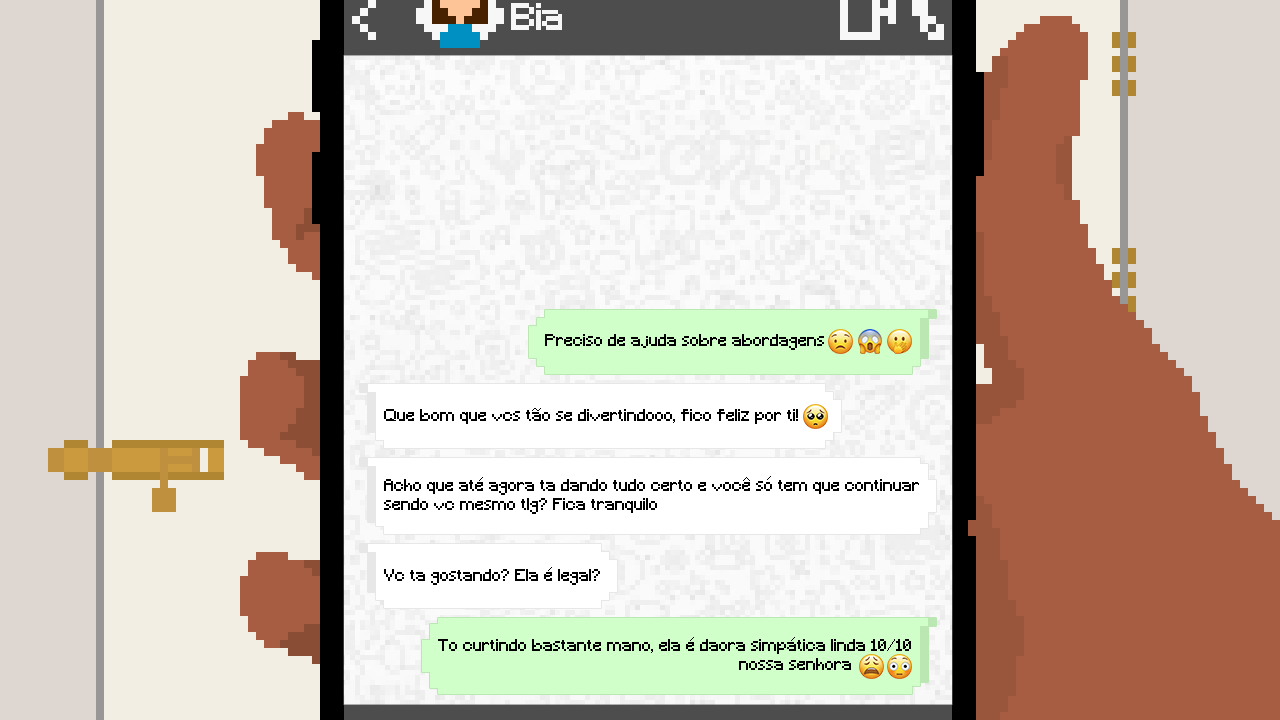 Bia
Preciso de ajuda sobre abordagens😟😱🤫
Que bom que vcs tão se divertindooo, fico feliz por ti!🥺
Acho que até agora ta dando tudo certo e você só tem que continuar
sendo vc mesmo tlg? Fica tranquilo
Vc ta gostando? Ela é legal?
To curtindo bastante mano, ela é daora simpática linda 10/10
nossa senhora 😩😳